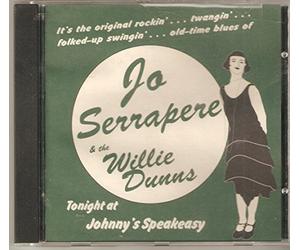 It's the original rockin'... twangin'...
folked-up swingin'... old-time blues of
Jo
Serrapere
& the
Willie
Dunns
Tonight at
Johnny's Speakeasy